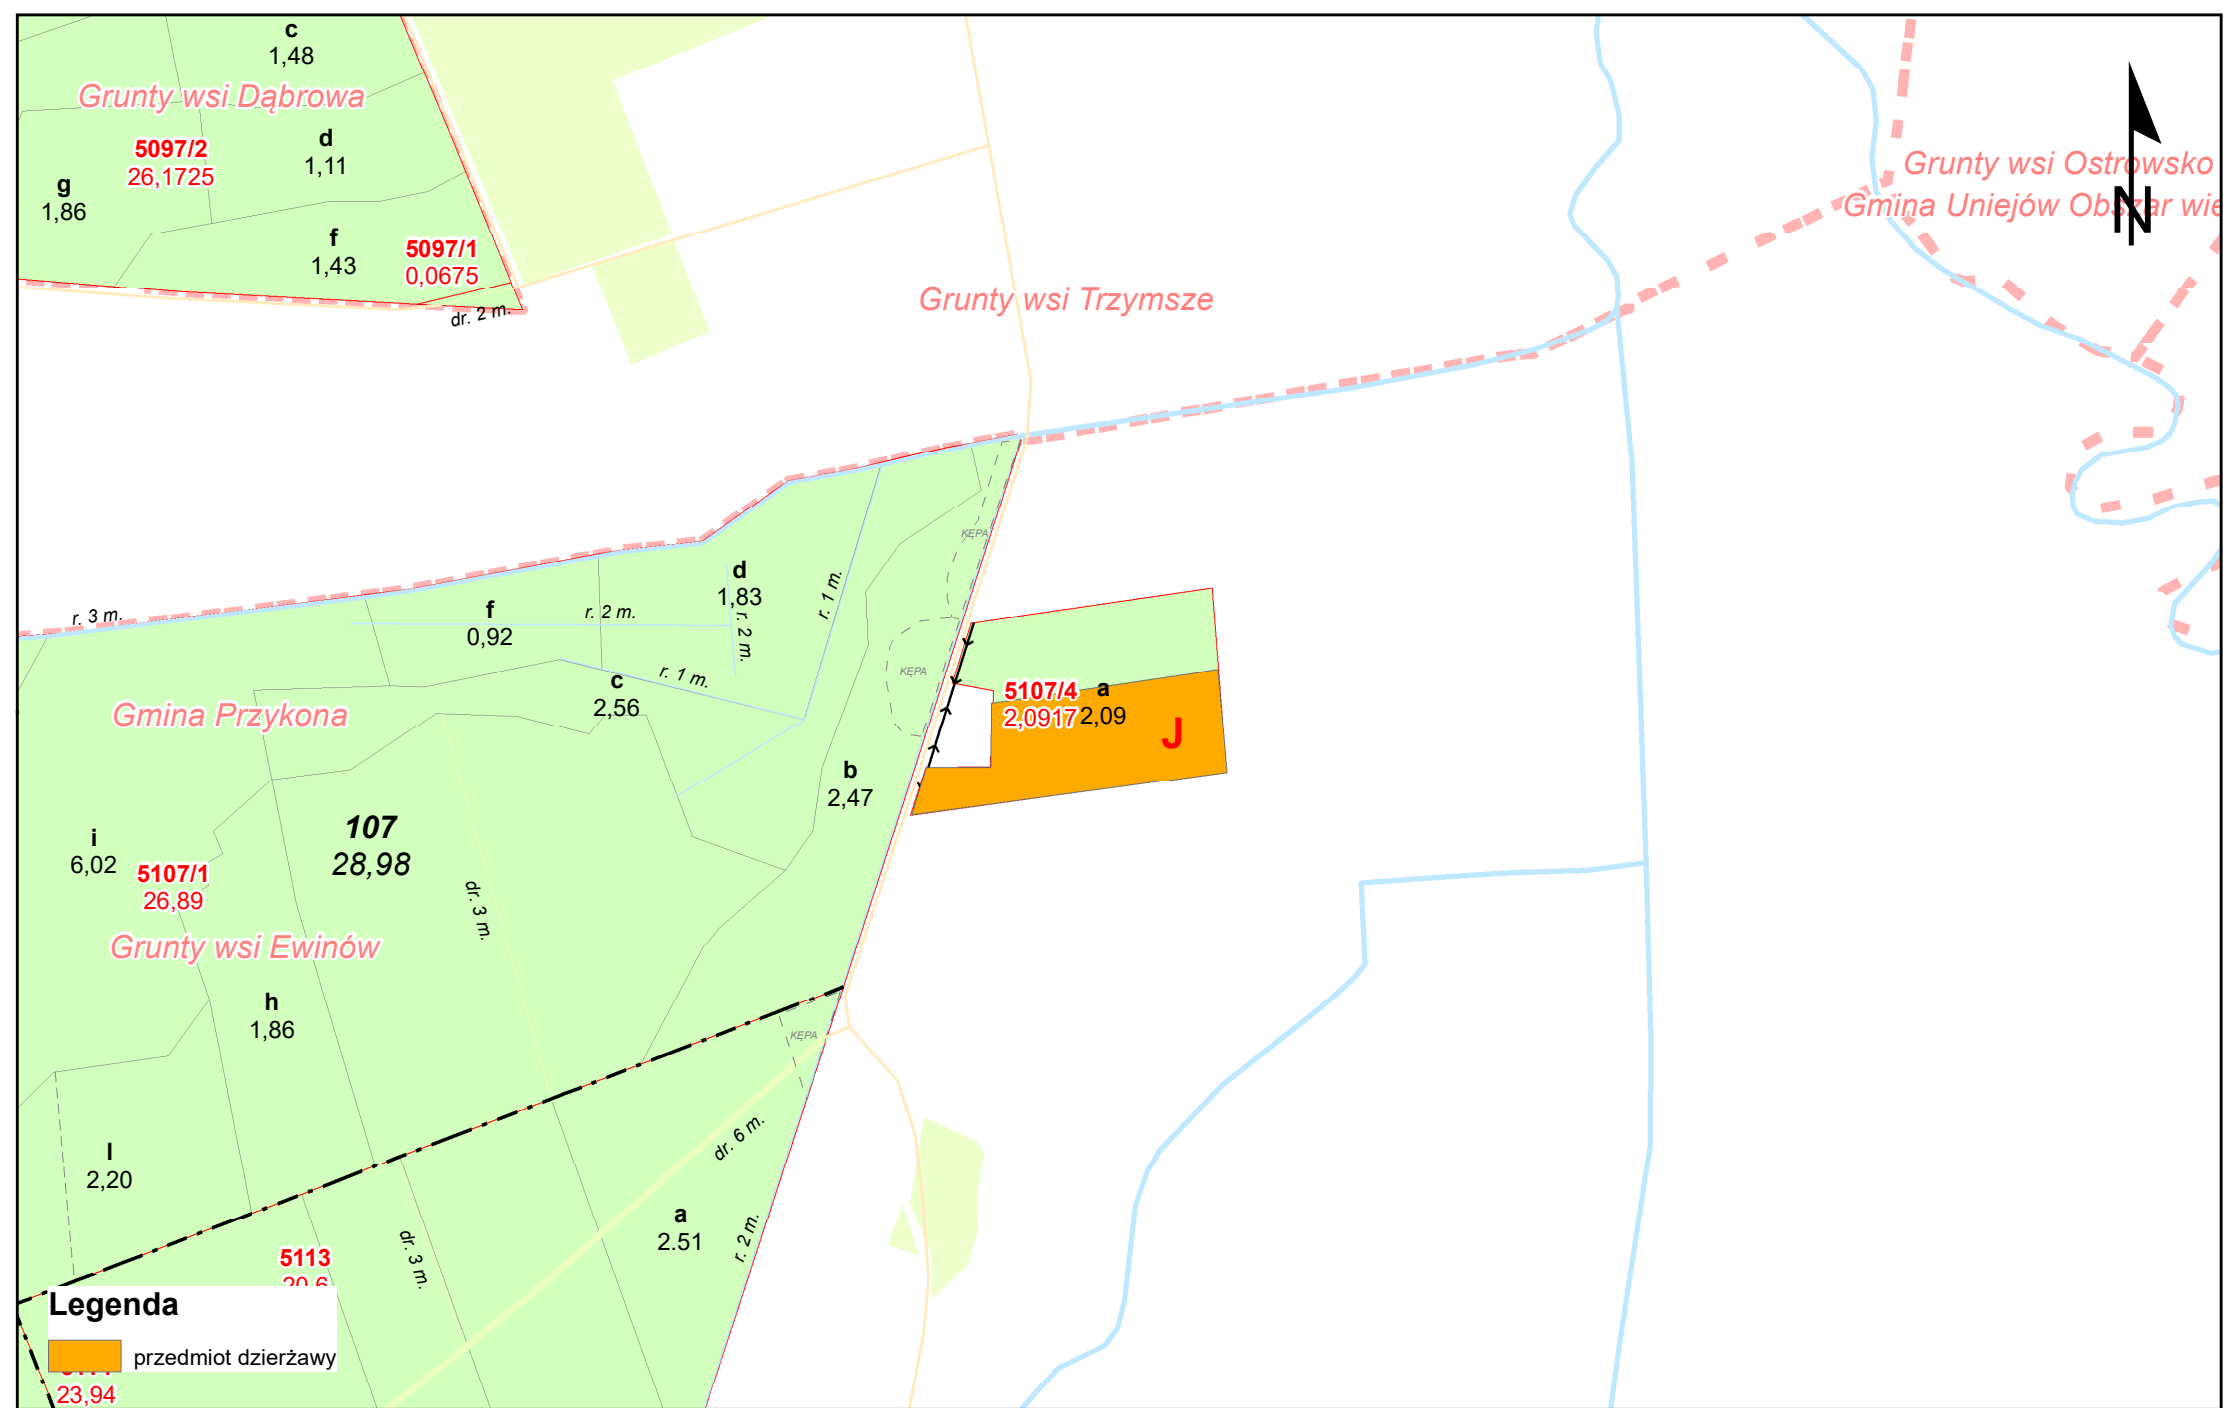 c
1,48
Grunty wsi Dąbrowa
d
1,11
5097/2
26,1725
g
1,86
f
1,43
5097/1
0,0675
dr. 2 m.
Grunty wsi Trzymsze
Grunty wsi Ostrowsko
Gmina Uniejów Obszar wie
N
KĘPA
d
1,83
r. 1 m.
r. 3 m.
f
0,92
r. 2 m.
r. 2 m.
r. 1 m.
c
2,56
KĘPA
Gmina Przykona
5107/4
2,0917
a
2,09
J
b
2,47
107
28,98
i
6,02
5107/1
26,89
dr. 3 m.
Grunty wsi Ewinów
h
1,86
KĘPA
dr. 6 m.
l
2,20
a
2.51
r. 2 m.
dr. 3 m.
5113
20,6
Legenda
przedmiot dzierżawy
23,94